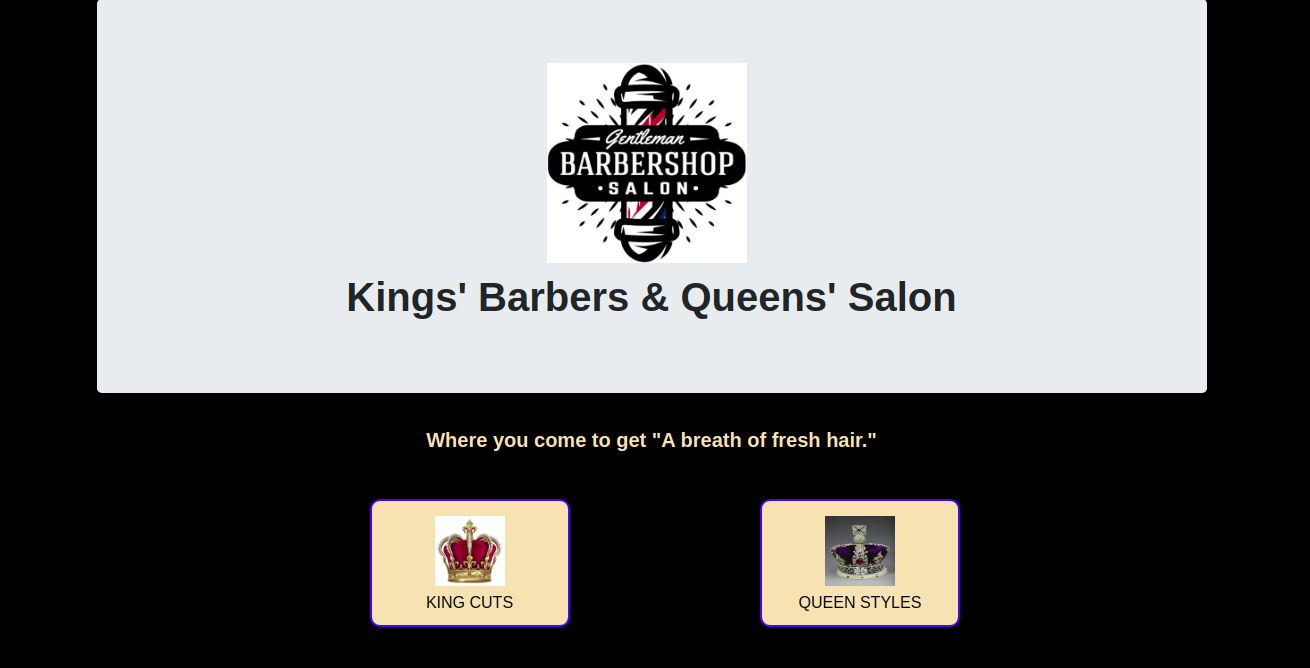 Gentleman
BARBERSHOP
• SALON •
Kings' Barbers & Queens' Salon
Where you come to get "A breath of fresh hair."
KING CUTS
QUEEN STYLES